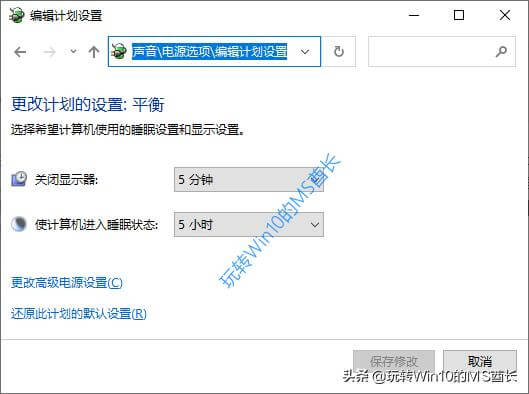 编辑计划设置
声音\电源选项\编辑计划设置
更改计划的设置: 平衡
选择希望计算机使用的睡眠设置和显示设置。
关闭显示器:
5 分钟
使计算机进入睡眠状态:
5 小时
玩转Win10的MS酋长
更改高级电源设置(C)
还原此计划的默认设置(R)
保存修改
取消
头条 @玩转Win10的MS酋长